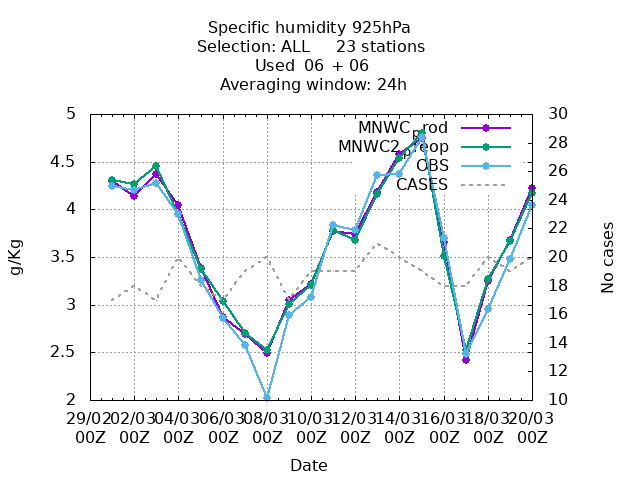 Specific humidity 925hPa
Selection: ALL 23 stations
Used 06 + 06
Averaging window: 24h
MNWC_prod
MNWC2_preop
OBS
CASES
g/Kg
5
4.5
4
3.5
3
2.5
2
No cases
30
28
26
24
22
20
18
16
14
12
10
29/02 02/03 04/03 06/03 08/03 10/03 12/03 14/03 16/03 18/03 20/03
00Z 00Z 00Z 00Z 00Z 00Z 00Z 00Z 00Z 00Z 00Z
Date